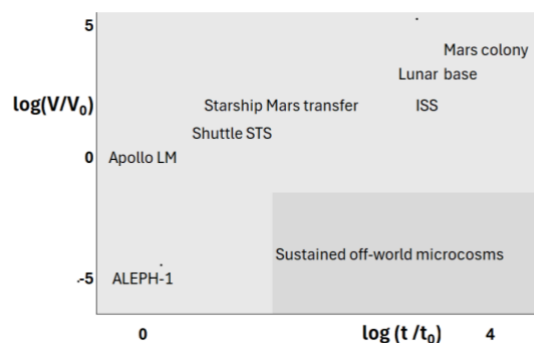 5
Mars colony
Lunar base
log(V/V₀)
Starship Mars transfer
ISS
Shuttle STS
0
Apollo LM
Sustained off-world microcosms
-5
ALEPH-1
0
log (t /t₀)
4